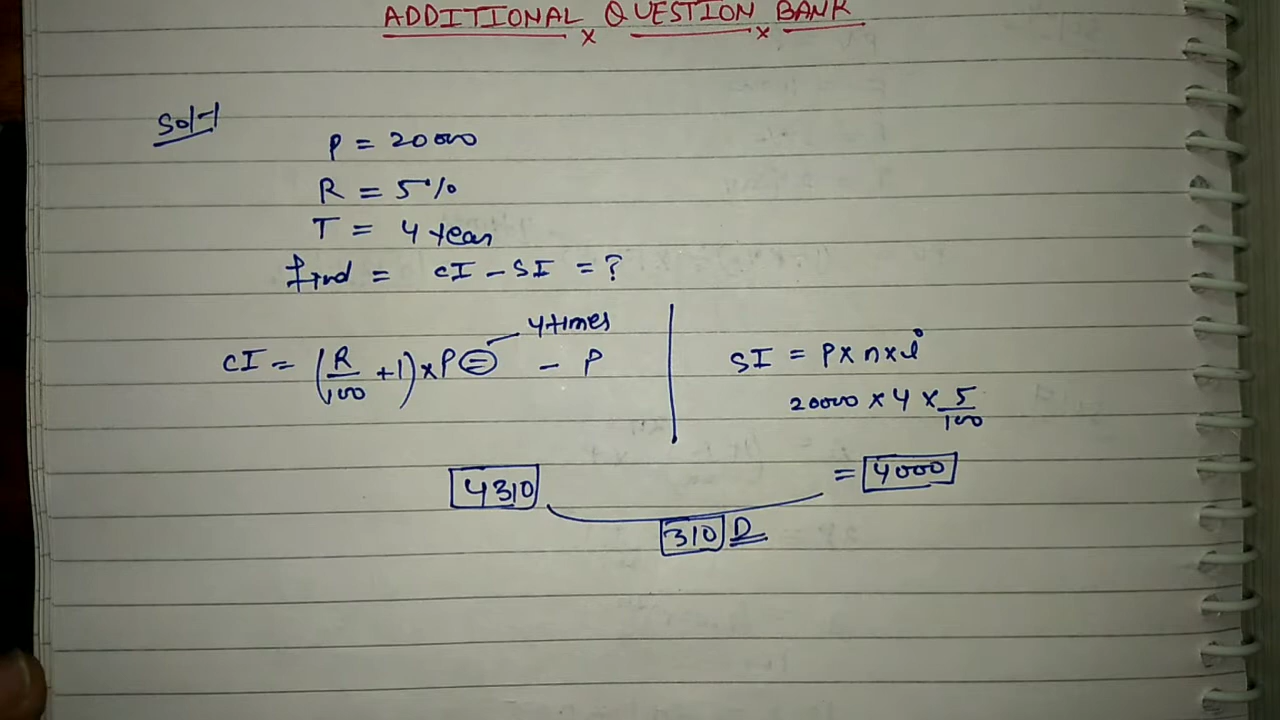 ADDITIONAL QUESTION BANK
x x
Sol-1
P = 20000
R = 5%
T = 4 year
find = CI - SI = ?
4 times
CI = (R/100 + 1) x P = - P
SI = P x n x i
20000 x 4 x 5/100
= 4000
4310
310 D